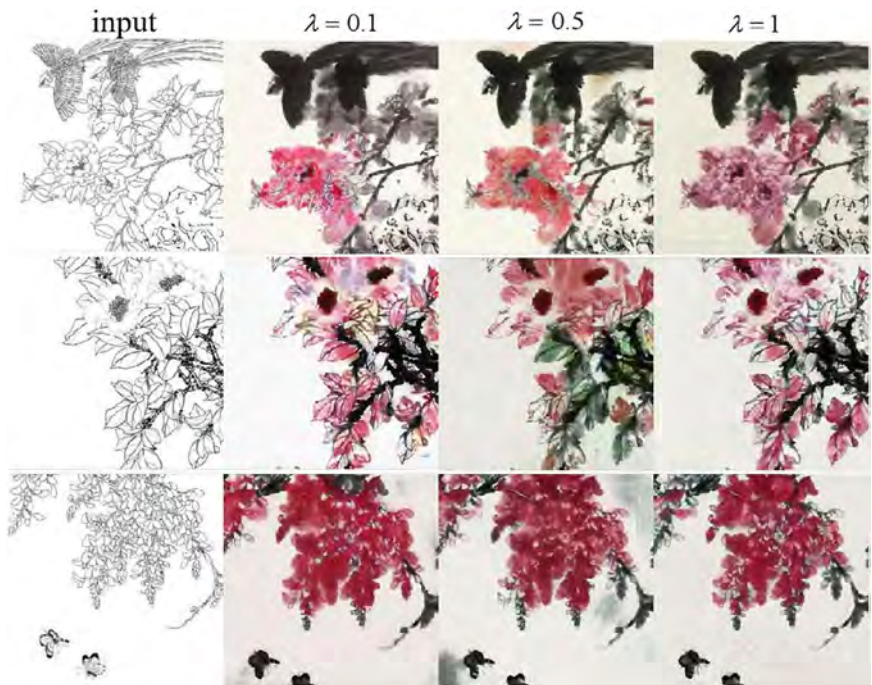 input λ = 0.1 λ = 0.5 λ = 1